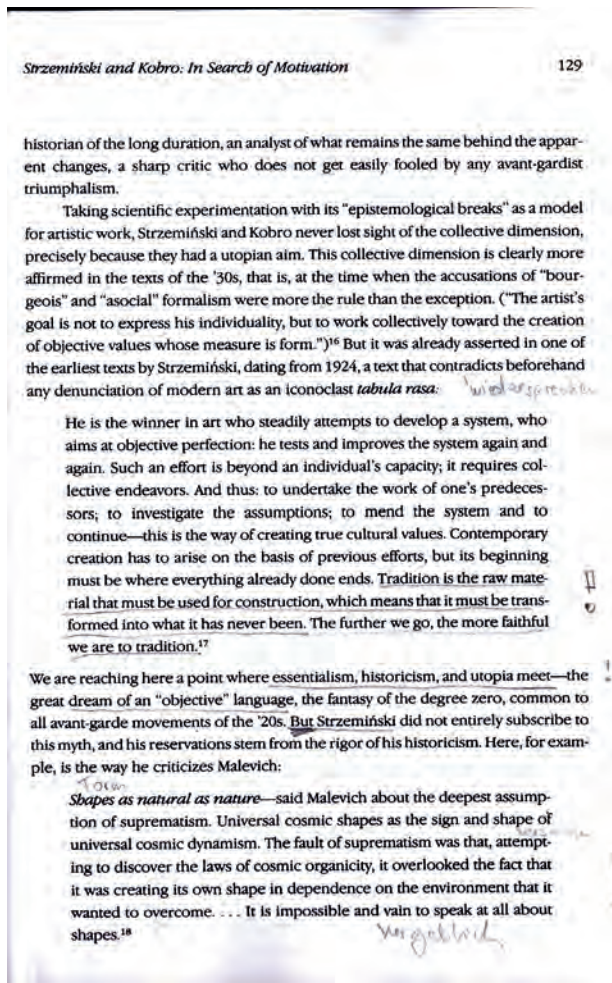 Strzemiński and Kobro: In Search of Motivation 129
historian of the long duration, an analyst of what remains the same behind the appar-
ent changes, a sharp critic who does not get easily fooled by any avant-gardist
triumphalism.
Taking scientific experimentation with its "epistemological breaks" as a model
for artistic work, Strzemiński and Kobro never lost sight of the collective dimension,
precisely because they had a utopian aim. This collective dimension is clearly more
affirmed in the texts of the '30s, that is, at the time when the accusations of "bour-
geois" and "asocial" formalism were more the rule than the exception. ("The artist's
goal is not to express his individuality, but to work collectively toward the creation
of objective values whose measure is form.")¹⁶ But it was already asserted in one of
the earliest texts by Strzemiński, dating from 1924, a text that contradicts beforehand
any denunciation of modern art as an iconoclast tabula rasa:
He is the winner in art who steadily attempts to develop a system, who
aims at objective perfection: he tests and improves the system again and
again. Such an effort is beyond an individual's capacity; it requires col-
lective endeavors. And thus: to undertake the work of one's predeces-
sors; to investigate the assumptions; to mend the system and to
continue—this is the way of creating true cultural values. Contemporary
creation has to arise on the basis of previous efforts, but its beginning
must be where everything already done ends. Tradition is the raw mate-
rial that must be used for construction, which means that it must be trans-
formed into what it has never been. The further we go, the more faithful
we are to tradition.¹⁷
We are reaching here a point where essentialism, historicism, and utopia meet—the
great dream of an "objective" language, the fantasy of the degree zero, common to
all avant-garde movements of the '20s. But Strzemiński did not entirely subscribe to
this myth, and his reservations stem from the rigor of his historicism. Here, for exam-
ple, is the way he criticizes Malevich:
Shapes as natural as nature—said Malevich about the deepest assump-
tion of suprematism. Universal cosmic shapes as the sign and shape of
universal cosmic dynamism. The fault of suprematism was that, attempt-
ing to discover the laws of cosmic organicity, it overlooked the fact that
it was creating its own shape in dependence on the environment that it
wanted to overcome. . . . It is impossible and vain to speak at all about
shapes.¹⁸